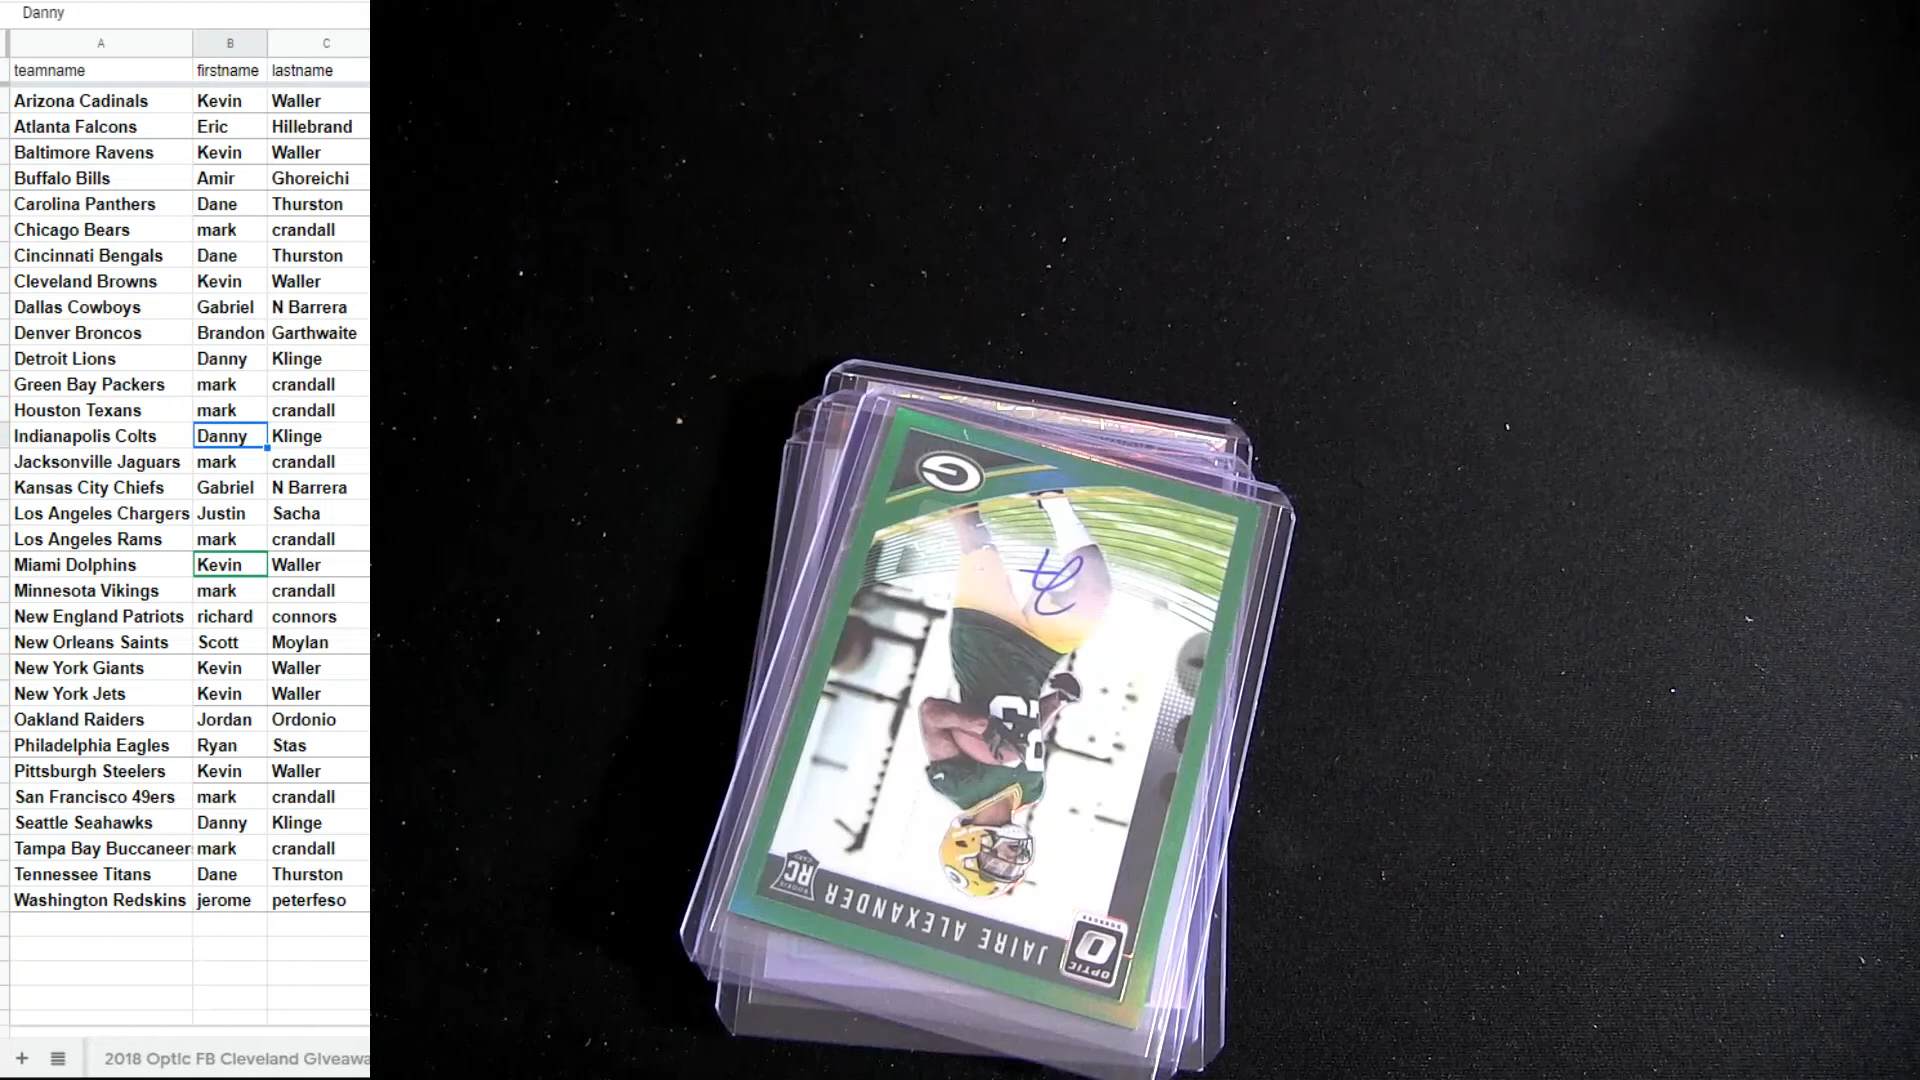 Danny
A B C
teamname firstname lastname
Arizona Cadinals Kevin Waller
Atlanta Falcons Eric Hillebrand
Baltimore Ravens Kevin Waller
Buffalo Bills Amir Ghoreichi
Carolina Panthers Dane Thurston
Chicago Bears mark crandall
Cincinnati Bengals Dane Thurston
Cleveland Browns Kevin Waller
Dallas Cowboys Gabriel N Barrera
Denver Broncos Brandon Garthwaite
Detroit Lions Danny Klinge
Green Bay Packers mark crandall
Houston Texans mark crandall
Indianapolis Colts Danny Klinge
Jacksonville Jaguars mark crandall
Kansas City Chiefs Gabriel N Barrera
Los Angeles Chargers Justin Sacha
Los Angeles Rams mark crandall
Miami Dolphins Kevin Waller
Minnesota Vikings mark crandall
New England Patriots richard connors
New Orleans Saints Scott Moylan
New York Giants Kevin Waller
New York Jets Kevin Waller
Oakland Raiders Jordan Ordonio
Philadelphia Eagles Ryan Stas
Pittsburgh Steelers Kevin Waller
San Francisco 49ers mark crandall
Seattle Seahawks Danny Klinge
Tampa Bay Buccaneer mark crandall
Tennessee Titans Dane Thurston
Washington Redskins jerome peterfeso
2018 Optic FB Cleveland GIveawa
G
ROOKIE
RC
CARD
JAIRE ALEXANDER
DONRUSS
O
OPTIC